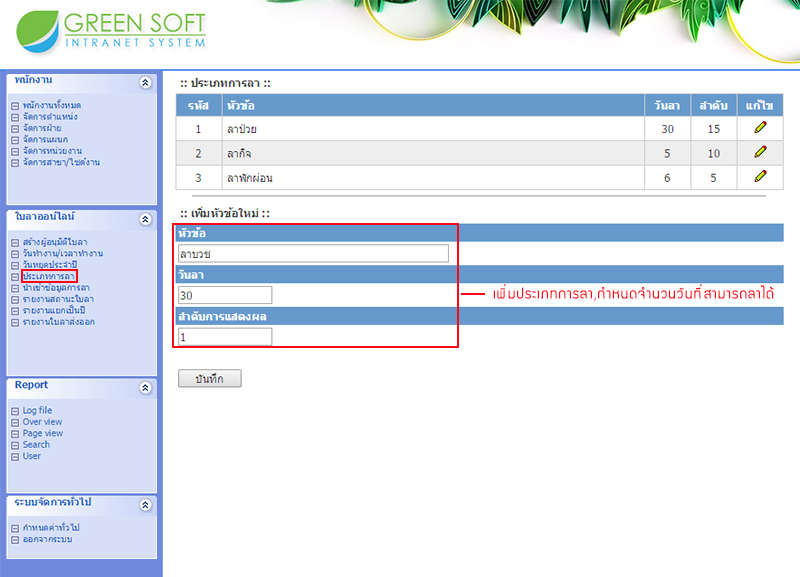 GREEN SOFT
INTRANET SYSTEM
พนักงาน
พนักงานทั้งหมด
จัดการตำแหน่ง
จัดการฝ่าย
จัดการแผนก
จัดการหน่วยงาน
จัดการสาขา/ไซต์งาน
ใบลาออนไลน์
สร้างผู้อนุมัติใบลา
วันทำงาน/เวลาทำงาน
วันหยุดประจำปี
ประเภทการลา
นำเข้าข้อมูลการลา
รายงานสถานะใบลา
รายงานแยกเป็นปี
รายงานใบลาส่งออก
Report
Log file
Over view
Page view
Search
User
ระบบจัดการทั่วไป
กำหนดค่าทั่วไป
ออกจากระบบ
:: ประเภทการลา ::
รหัส หัวข้อ วันลา ลำดับ แก้ไข
1 ลาป่วย 30 15
2 ลากิจ 5 10
3 ลาพักผ่อน 6 5
:: เพิ่มหัวข้อใหม่ ::
หัวข้อ
ลาบวช
วันลา
30
เพิ่มประเภทการลา,กำหนดจำนวนวันที่สามารถลาได้
ลำดับการแสดงผล
1
บันทึก